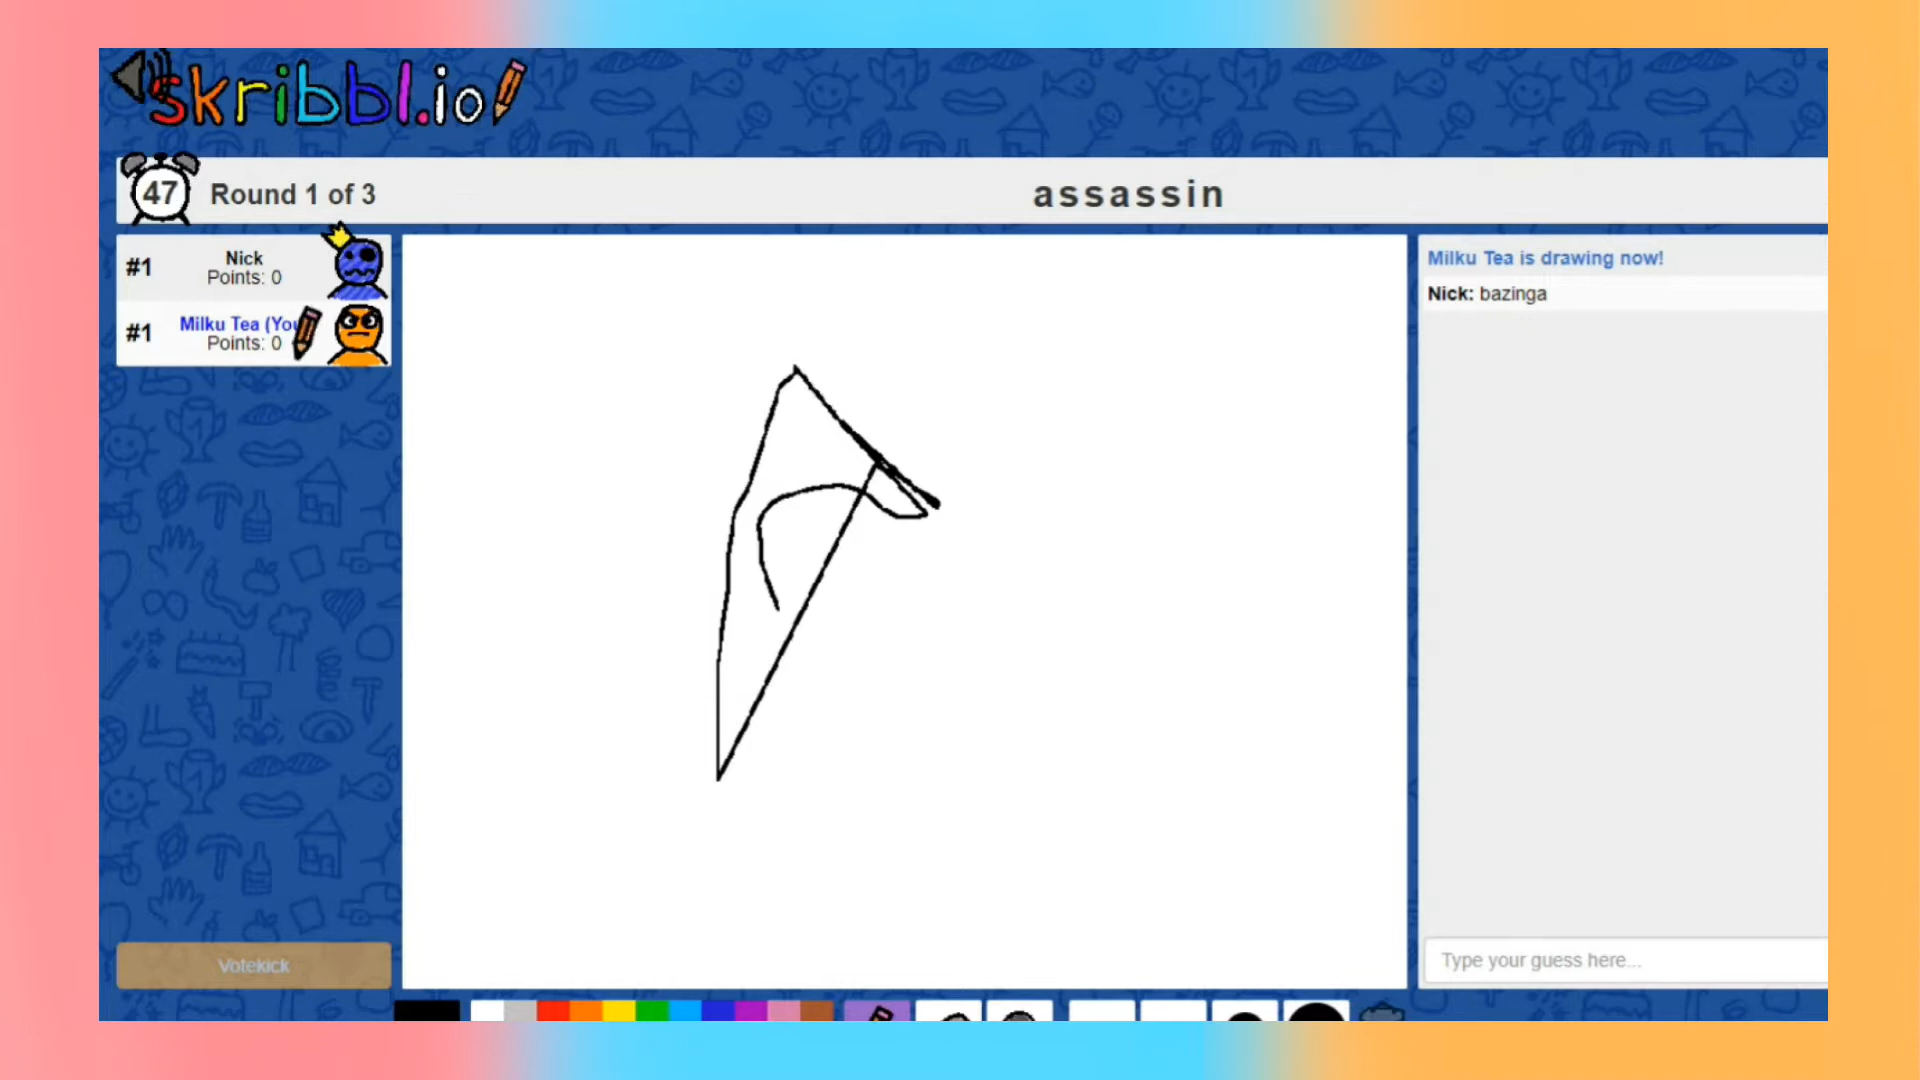 skribbl.io
47
Round 1 of 3
assassin
#1
Nick
Points: 0
#1
Milku Tea (You
Points: 0
Milku Tea is drawing now!
Nick: bazinga
Votekick
Type your guess here...